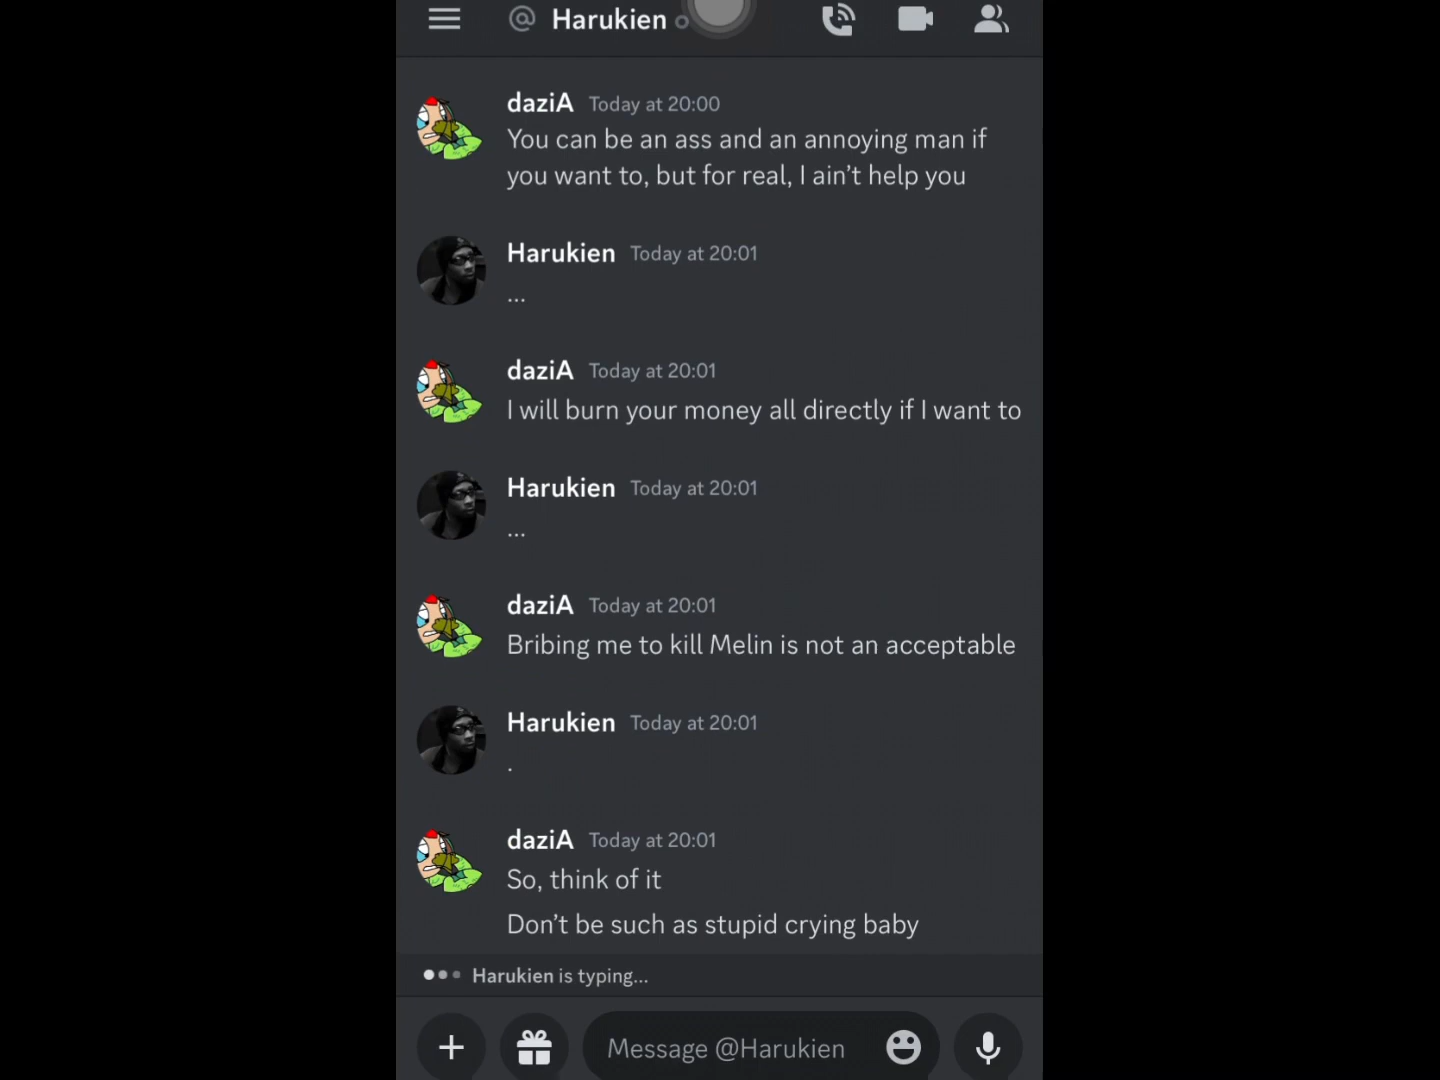 @ Harukien
daziA Today at 20:00
You can be an ass and an annoying man if
you want to, but for real, I ain't help you
Harukien Today at 20:01
...
daziA Today at 20:01
I will burn your money all directly if I want to
Harukien Today at 20:01
...
daziA Today at 20:01
Bribing me to kill Melin is not an acceptable
Harukien Today at 20:01
.
daziA Today at 20:01
So, think of it
Don't be such as stupid crying baby
Harukien is typing...
Message @Harukien